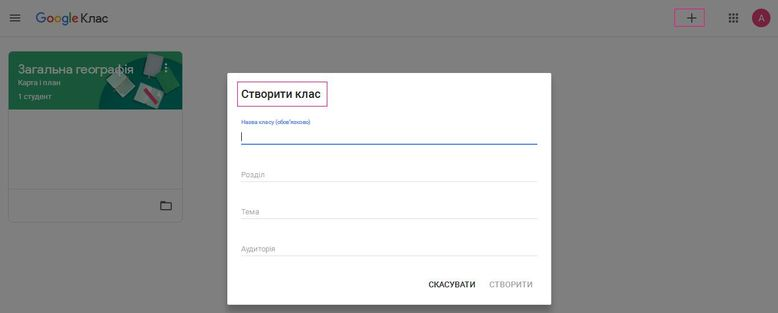 Google Клас
A
Загальна географія
Карта і план
1 студент
Створити клас
Назва класу (обов'язково)
Розділ
Тема
Аудиторія
СКАСУВАТИ СТВОРИТИ